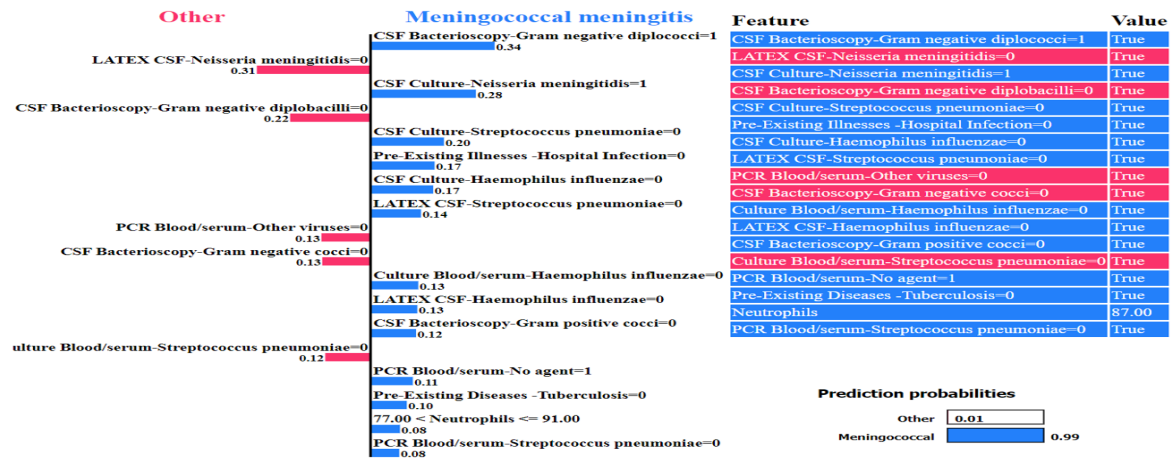 Other
Meningococcal meningitis
CSF Bacterioscopy-Gram negative diplococci=1
0.34
LATEX CSF-Neisseria meningitidis=0
0.31
CSF Culture-Neisseria meningitidis=1
0.28
CSF Bacterioscopy-Gram negative diplobacilli=0
0.22
CSF Culture-Streptococcus pneumoniae=0
0.20
Pre-Existing Illnesses -Hospital Infection=0
0.17
CSF Culture-Haemophilus influenzae=0
0.17
LATEX CSF-Streptococcus pneumoniae=0
0.14
PCR Blood/serum-Other viruses=0
0.13
CSF Bacterioscopy-Gram negative cocci=0
0.13
Culture Blood/serum-Haemophilus influenzae=0
0.13
LATEX CSF-Haemophilus influenzae=0
0.13
CSF Bacterioscopy-Gram positive cocci=0
0.12
ulture Blood/serum-Streptococcus pneumoniae=0
0.12
PCR Blood/serum-No agent=1
0.11
Pre-Existing Diseases -Tuberculosis=0
0.10
77.00 < Neutrophils <= 91.00
0.08
PCR Blood/serum-Streptococcus pneumoniae=0
0.08
Feature Value
CSF Bacterioscopy-Gram negative diplococci=1 True
LATEX CSF-Neisseria meningitidis=0 True
CSF Culture-Neisseria meningitidis=1 True
CSF Bacterioscopy-Gram negative diplobacilli=0 True
CSF Culture-Streptococcus pneumoniae=0 True
Pre-Existing Illnesses -Hospital Infection=0 True
CSF Culture-Haemophilus influenzae=0 True
LATEX CSF-Streptococcus pneumoniae=0 True
PCR Blood/serum-Other viruses=0 True
CSF Bacterioscopy-Gram negative cocci=0 True
Culture Blood/serum-Haemophilus influenzae=0 True
LATEX CSF-Haemophilus influenzae=0 True
CSF Bacterioscopy-Gram positive cocci=0 True
Culture Blood/serum-Streptococcus pneumoniae=0 True
PCR Blood/serum-No agent=1 True
Pre-Existing Diseases -Tuberculosis=0 True
Neutrophils 87.00
PCR Blood/serum-Streptococcus pneumoniae=0 True
Prediction probabilities
Other 0.01
Meningococcal 0.99